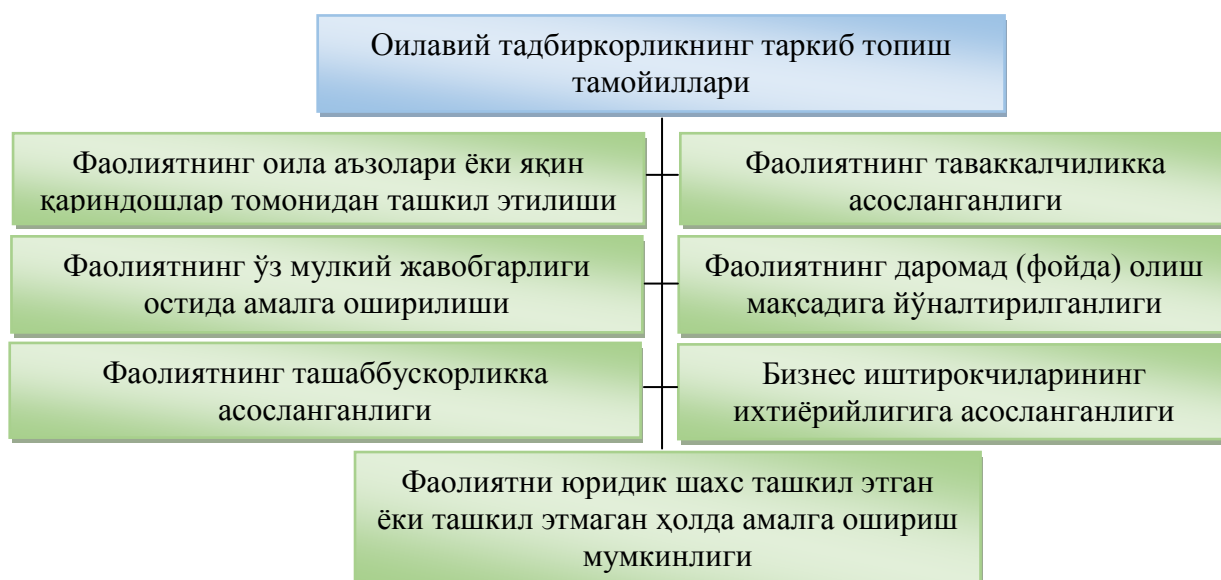 Оилавий тадбиркорликнинг таркиб топиш
тамойиллари
Фаолиятнинг оила аъзолари ёки яқин
қариндошлар томонидан ташкил этилиши
Фаолиятнинг таваккалчиликка
асосланганлиги
Фаолиятнинг ўз мулкий жавобгарлиги
остида амалга оширилиши
Фаолиятнинг даромад (фойда) олиш
мақсадига йўналтирилганлиги
Фаолиятнинг ташаббускорликка
асосланганлиги
Бизнес иштирокчиларининг
ихтиёрийлигига асосланганлиги
Фаолиятни юридик шахс ташкил этган
ёки ташкил этмаган ҳолда амалга ошириш
мумкинлиги